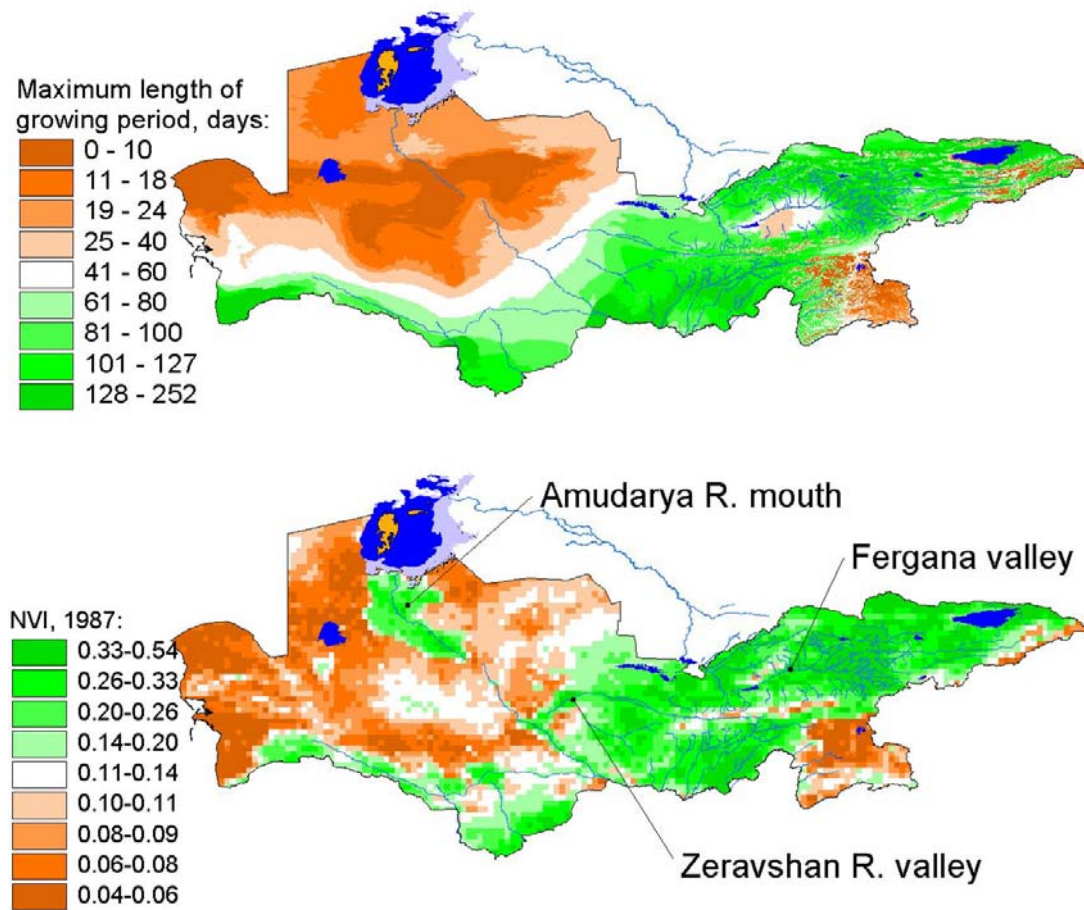 Maximum length of
growing period, days:
0 - 10
11 - 18
19 - 24
25 - 40
41 - 60
61 - 80
81 - 100
101 - 127
128 - 252
Amudarya R. mouth
Fergana valley
NVI, 1987:
0.33-0.54
0.26-0.33
0.20-0.26
0.14-0.20
0.11-0.14
0.10-0.11
0.08-0.09
0.06-0.08
0.04-0.06
Zeravshan R. valley